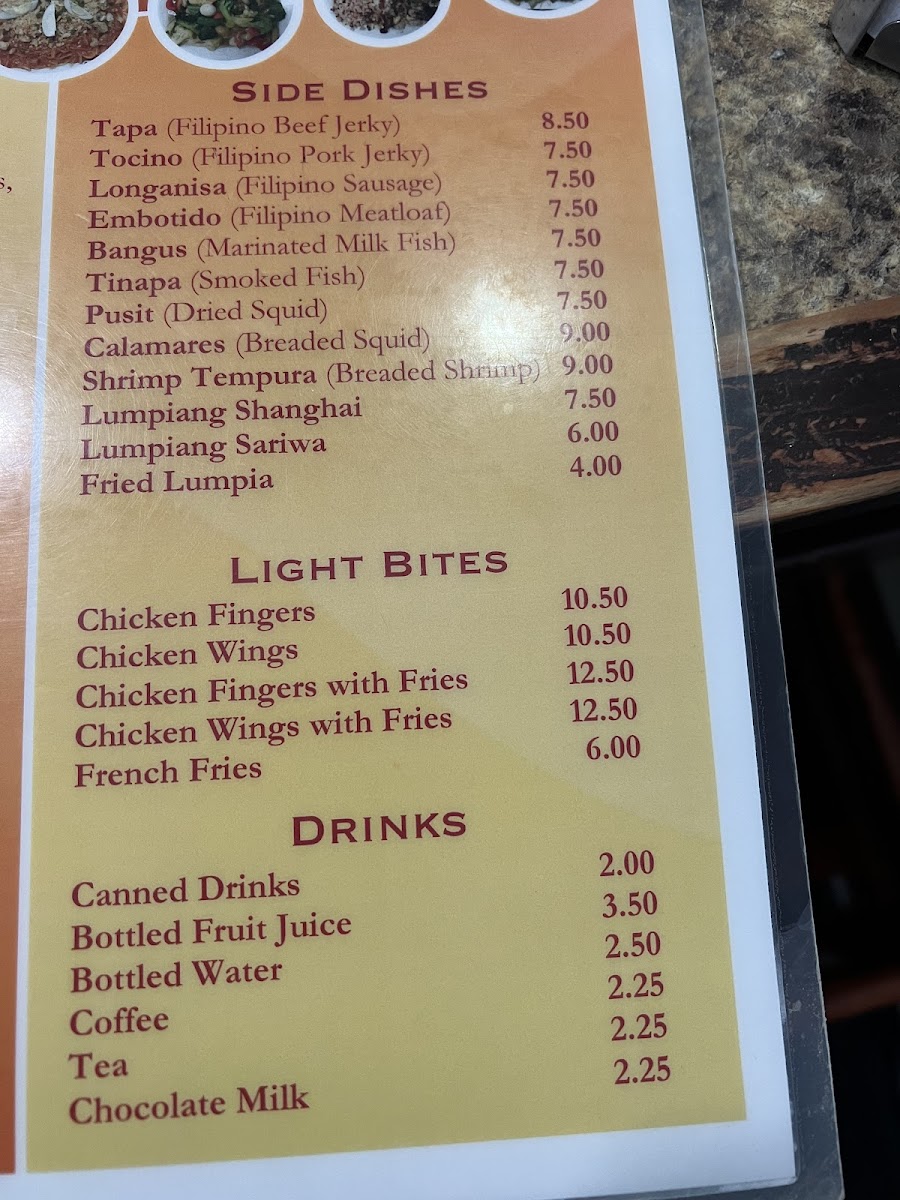 s,
SIDE DISHES
Tapa (Filipino Beef Jerky) 8.50
Tocino (Filipino Pork Jerky) 7.50
Longanisa (Filipino Sausage) 7.50
Embotido (Filipino Meatloaf) 7.50
Bangus (Marinated Milk Fish) 7.50
Tinapa (Smoked Fish) 7.50
Pusit (Dried Squid) 7.50
Calamares (Breaded Squid) 9.00
Shrimp Tempura (Breaded Shrimp) 9.00
Lumpiang Shanghai 7.50
Lumpiang Sariwa 6.00
Fried Lumpia 4.00
LIGHT BITES
Chicken Fingers 10.50
Chicken Wings 10.50
Chicken Fingers with Fries 12.50
Chicken Wings with Fries 12.50
French Fries 6.00
DRINKS
Canned Drinks 2.00
Bottled Fruit Juice 3.50
Bottled Water 2.50
Coffee 2.25
Tea 2.25
Chocolate Milk 2.25